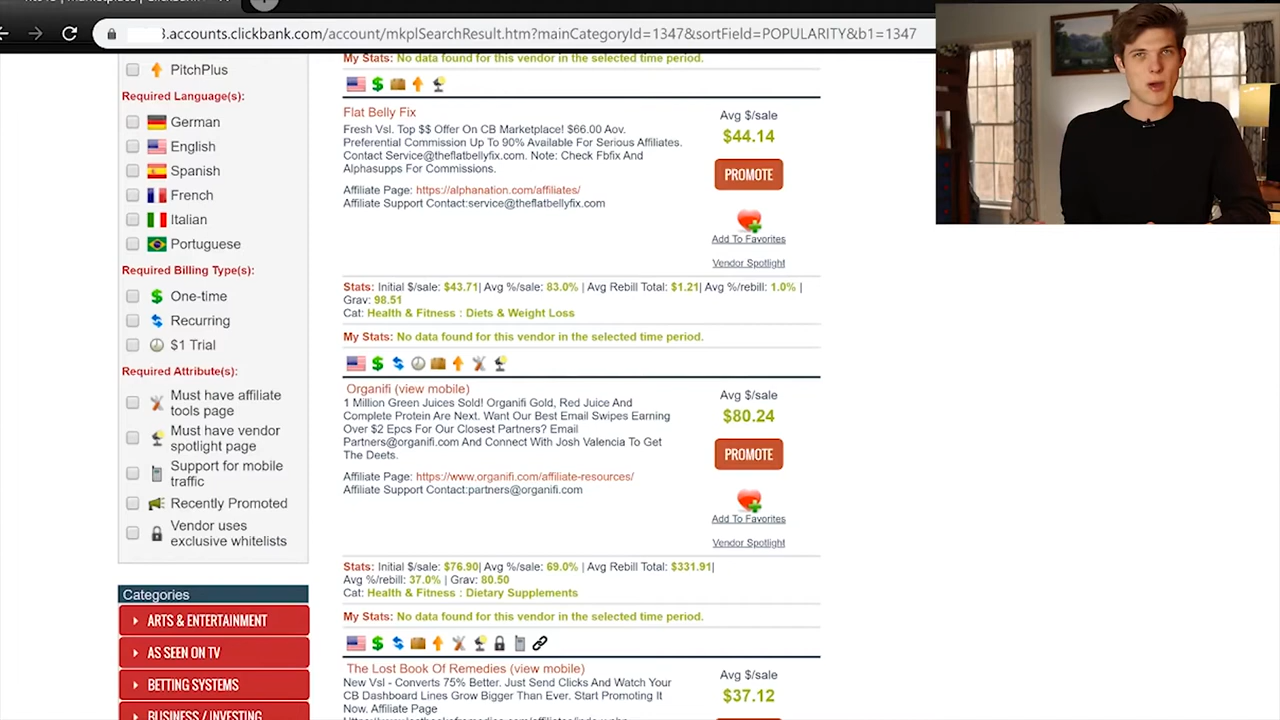 .accounts.clickbank.com/account/mkplSearchResult.htm?mainCategoryId=1347&sortField=POPULARITY&b1=1347
PitchPlus
Required Language(s):
German
English
Spanish
French
Italian
Portuguese
Required Billing Type(s):
One-time
Recurring
$1 Trial
Required Attribute(s):
Must have affiliate
tools page
Must have vendor
spotlight page
Support for mobile
traffic
Recently Promoted
Vendor uses
exclusive whitelists
Categories
ARTS & ENTERTAINMENT
AS SEEN ON TV
BETTING SYSTEMS
BUSINESS / INVESTING
My Stats: No data found for this vendor in the selected time period.
Flat Belly Fix
Fresh Vsl. Top $$ Offer On CB Marketplace! $66.00 Aov.
Preferential Commission Up To 90% Available For Serious Affiliates.
Contact Service@theflatbellyfix.com. Note: Check Fbfix And
Alphasupps For Commissions.
Affiliate Page: https://alphanation.com/affiliates/
Affiliate Support Contact:service@theflatbellyfix.com
Avg $/sale
$44.14
PROMOTE
Add To Favorites
Vendor Spotlight
Stats: Initial $/sale: $43.71| Avg %/sale: 83.0% | Avg Rebill Total: $1.21| Avg %/rebill: 1.0% |
Grav: 98.51
Cat: Health & Fitness : Diets & Weight Loss
My Stats: No data found for this vendor in the selected time period.
Organifi (view mobile)
1 Million Green Juices Sold! Organifi Gold, Red Juice And
Complete Protein Are Next. Want Our Best Email Swipes Earning
Over $2 Epcs For Our Closest Partners? Email
Partners@organifi.com And Connect With Josh Valencia To Get
The Deets.
Affiliate Page: https://www.organifi.com/affiliate-resources/
Affiliate Support Contact:partners@organifi.com
Avg $/sale
$80.24
PROMOTE
Add To Favorites
Vendor Spotlight
Stats: Initial $/sale: $76.90| Avg %/sale: 69.0% | Avg Rebill Total: $331.91|
Avg %/rebill: 37.0% | Grav: 80.50
Cat: Health & Fitness : Dietary Supplements
My Stats: No data found for this vendor in the selected time period.
The Lost Book Of Remedies (view mobile)
New Vsl - Converts 75% Better. Just Send Clicks And Watch Your
CB Dashboard Lines Grow Bigger Than Ever. Start Promoting It
Now. Affiliate Page
Avg $/sale
$37.12